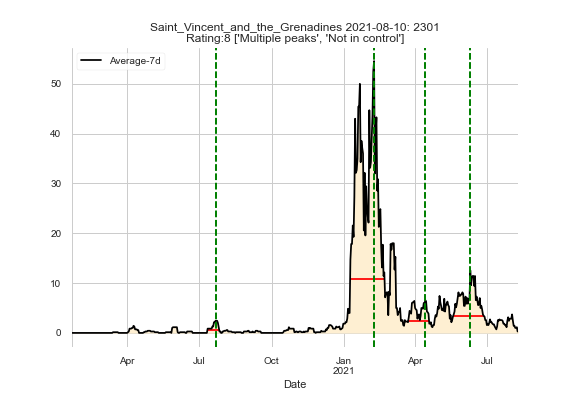 Saint_Vincent_and_the_Grenadines 2021-08-10: 2301
Rating:8 ['Multiple peaks', 'Not in control']
Average-7d
50
40
30
20
10
0
Apr
Jul
Oct
Jan
2021
Apr
Jul
Date